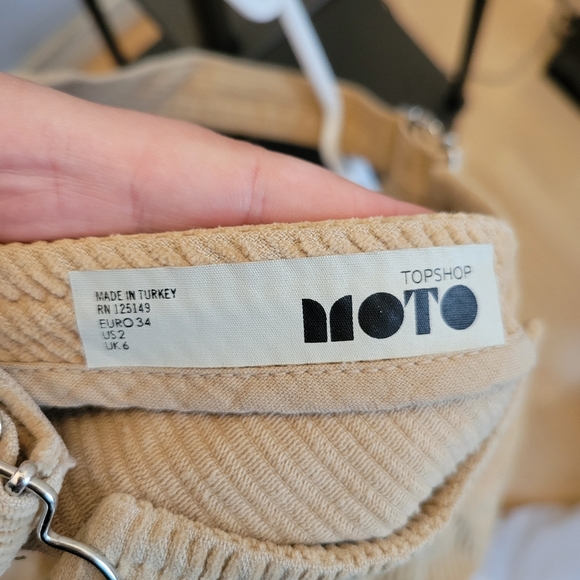 MADE IN TURKEY
RN 125149
EURO 34
US 2
UK 6
TOPSHOP
MOTO